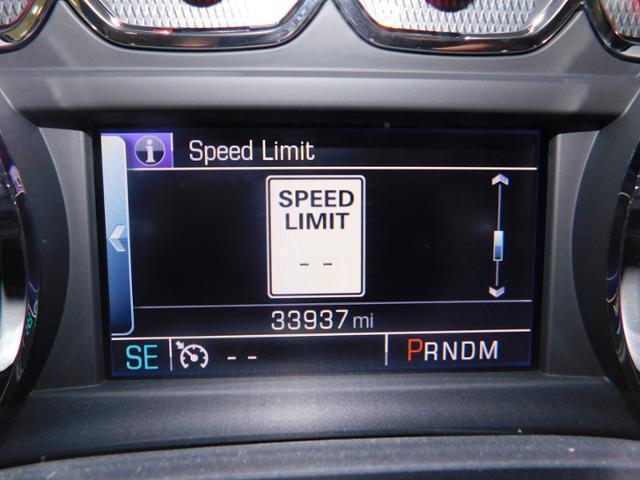 i Speed Limit
SPEED
LIMIT
- -
33937 mi
SE - - PRNDM